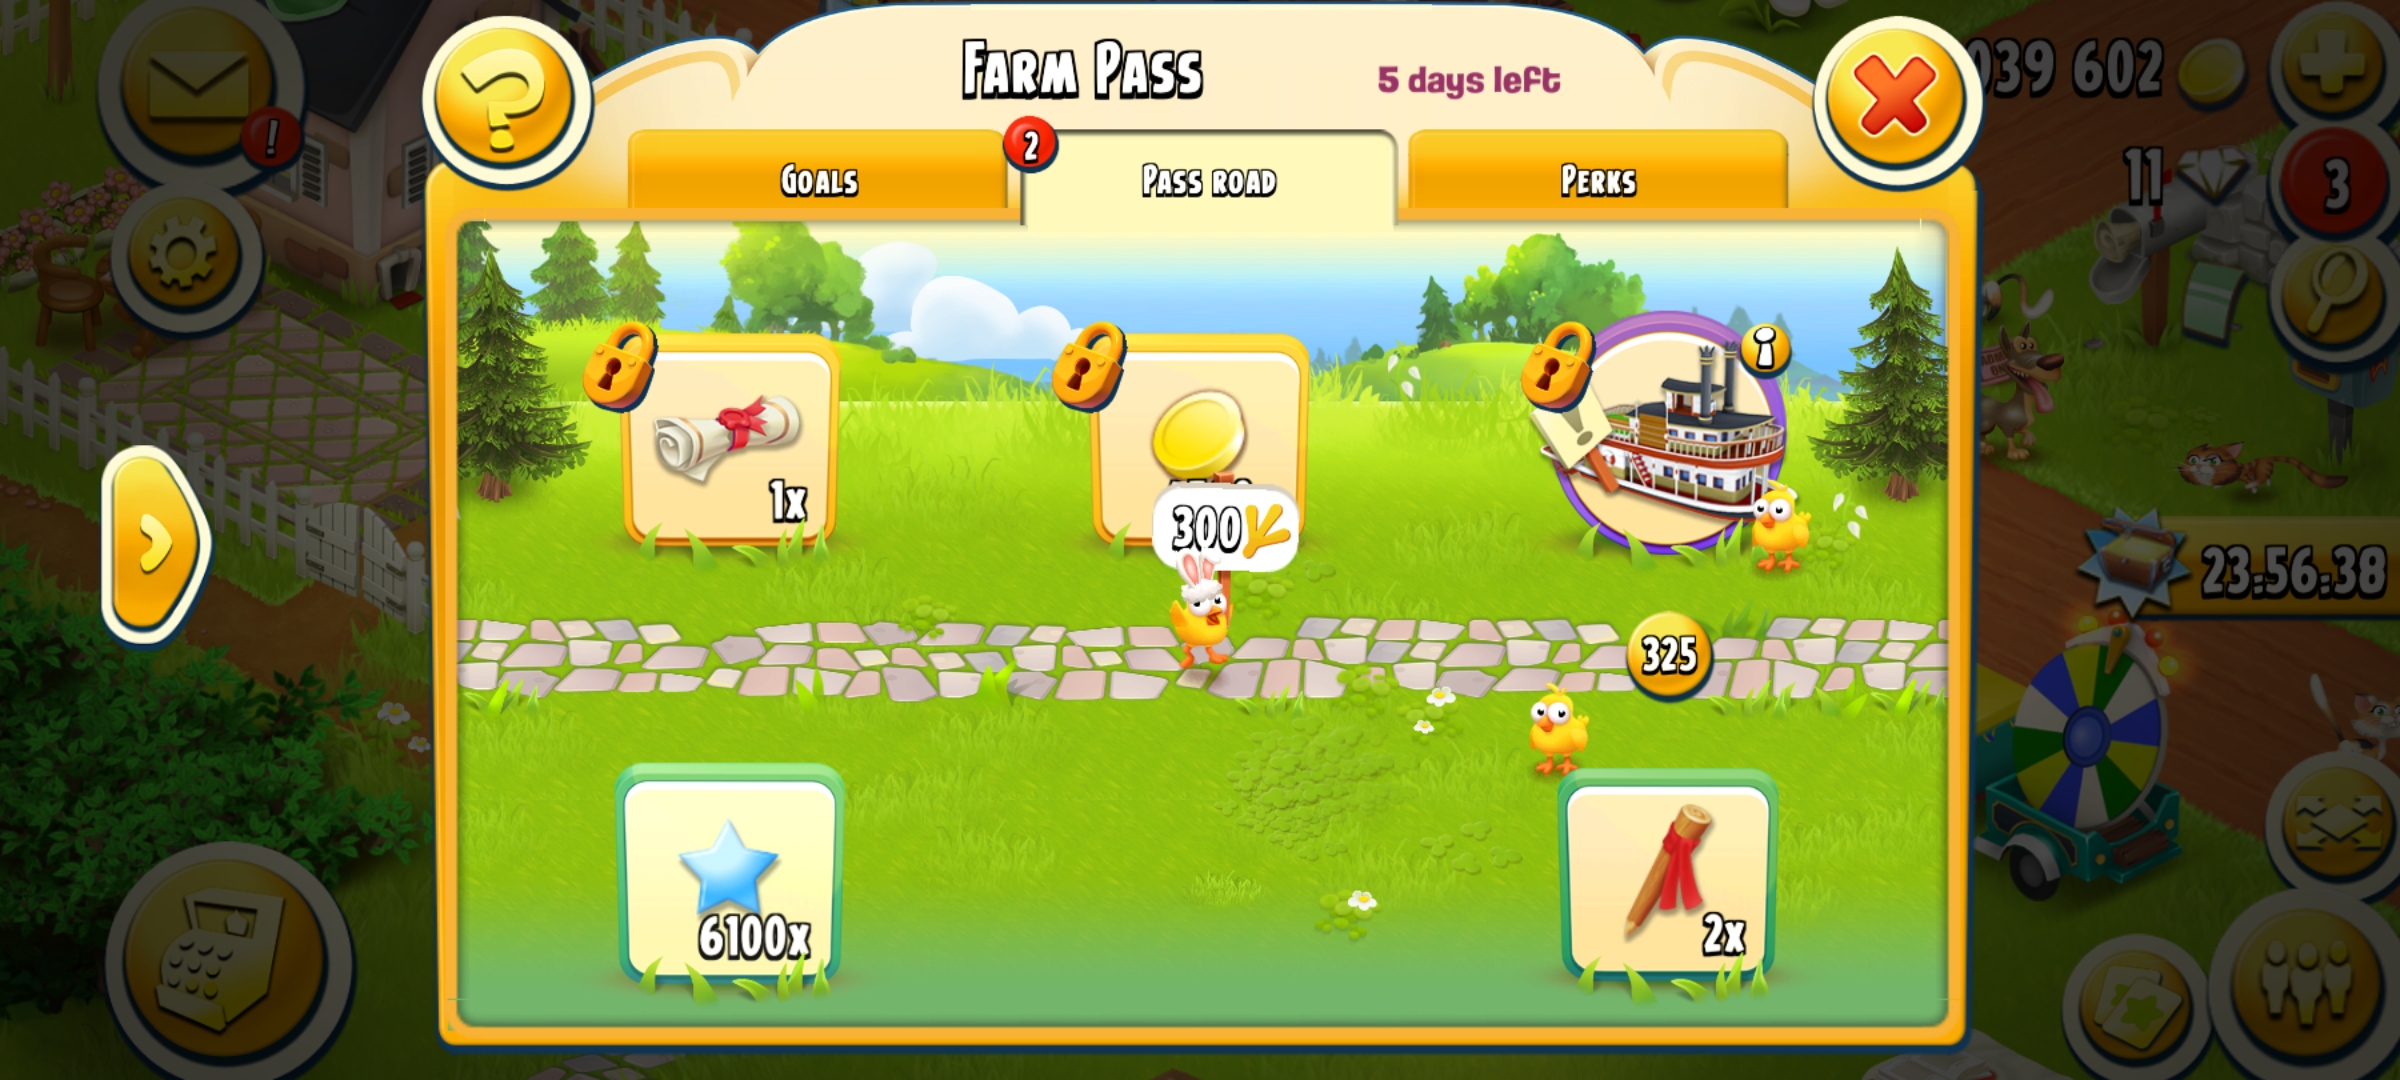 FARM PASS
5 days left
039 602
2
GOALS
PASS ROAD
PERKS
11
3
1x
300
23:56:38
325
6100x
2x